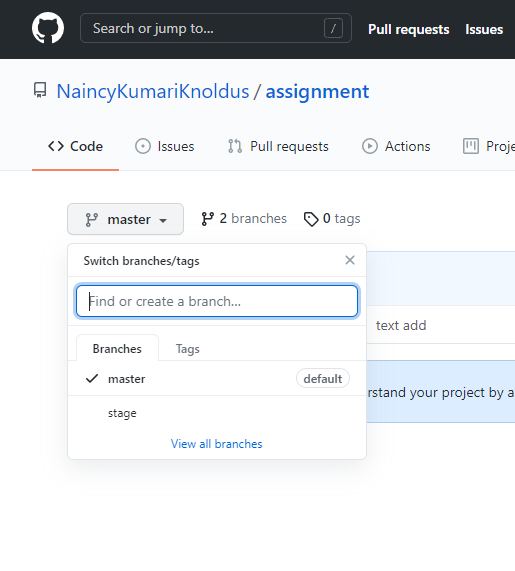 Search or jump to... /
Pull requests Issues
NaincyKumariKnoldus / assignment
Code Issues Pull requests Actions
master 2 branches 0 tags
Switch branches/tags
Find or create a branch...
text add
Branches Tags
master default
your project by a
stage
View all branches